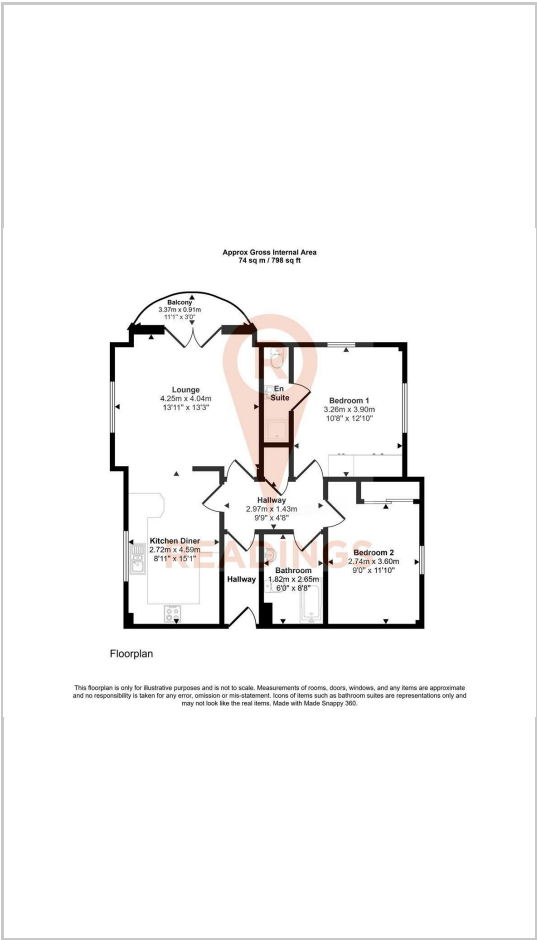 Approx Gross Internal Area
74 sq m / 798 sq ft
Balcony
3.37m x 0.91m
11'1" x 3'0"
Lounge
4.25m x 4.04m
13'11" x 13'3"
En
Suite
Bedroom 1
3.26m x 3.90m
10'8" x 12'10"
Hallway
2.97m x 1.43m
9'9" x 4'8"
Kitchen Diner
2.72m x 4.59m
8'11" x 15'1"
Hallway
Bathroom
1.82m x 2.65m
6'0" x 8'8"
Bedroom 2
2.74m x 3.60m
9'0" x 11'10"
R
READINGS
Floorplan
This floorplan is only for illustrative purposes and is not to scale. Measurements of rooms, doors, windows, and any items are approximate
and no responsibility is taken for any error, omission or mis-statement. Icons of items such as bathroom suites are representations only and
may not look like the real items. Made with Made Snappy 360.